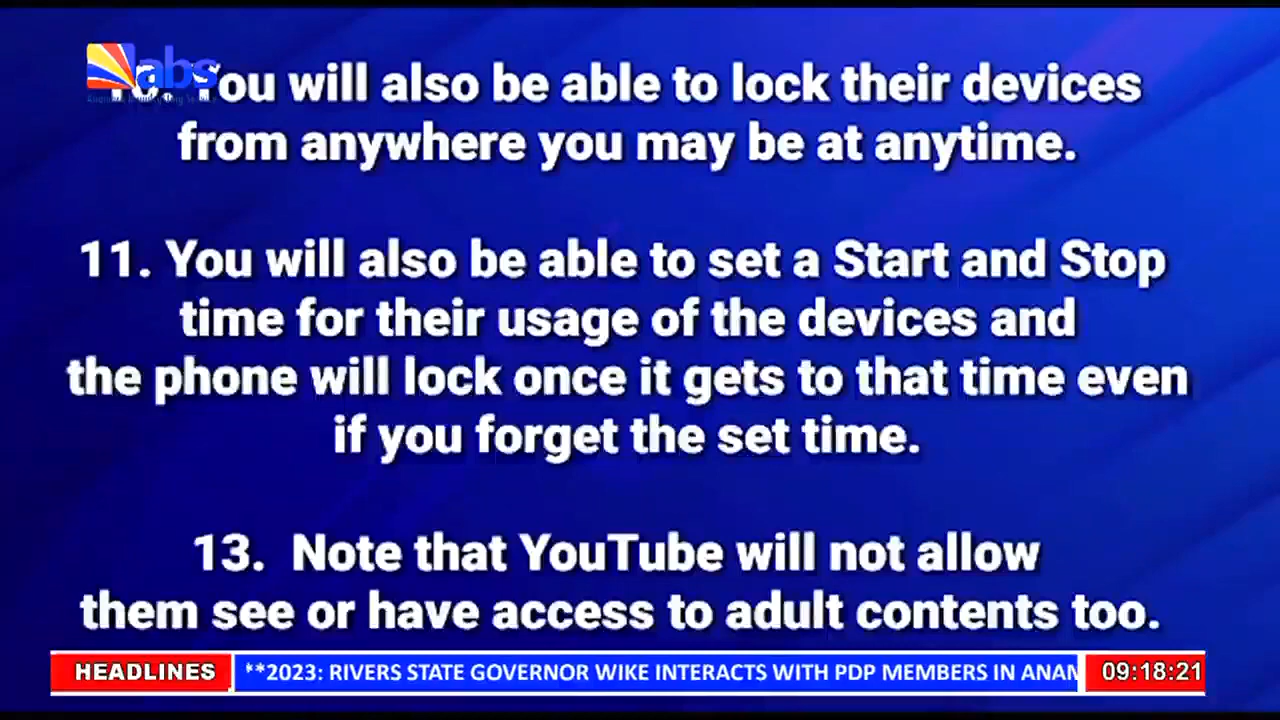 abs
10. You will also be able to lock their devices
from anywhere you may be at anytime.
11. You will also be able to set a Start and Stop
time for their usage of the devices and
the phone will lock once it gets to that time even
if you forget the set time.
13. Note that YouTube will not allow
them see or have access to adult contents too.
HEADLINES **2023: RIVERS STATE GOVERNOR WIKE INTERACTS WITH PDP MEMBERS IN ANAM 09:18:21